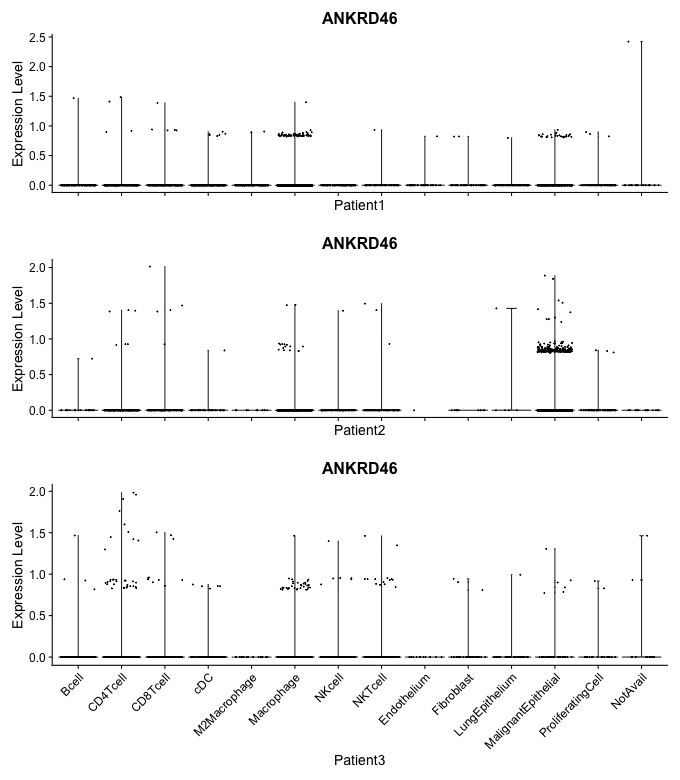 ANKRD46
Expression Level
2.5
2.0
1.5
1.0
0.5
0.0
Patient1
ANKRD46
Expression Level
2.0
1.5
1.0
0.5
0.0
Patient2
ANKRD46
Expression Level
2.0
1.5
1.0
0.5
0.0
Bcell
CD4Tcell
CD8Tcell
cDC
M2Macrophage
Macrophage
NKcell
NKTcell
Endothelium
Fibroblast
LungEpithelium
MalignantEpithelial
ProliferatingCell
NotAvail
Patient3